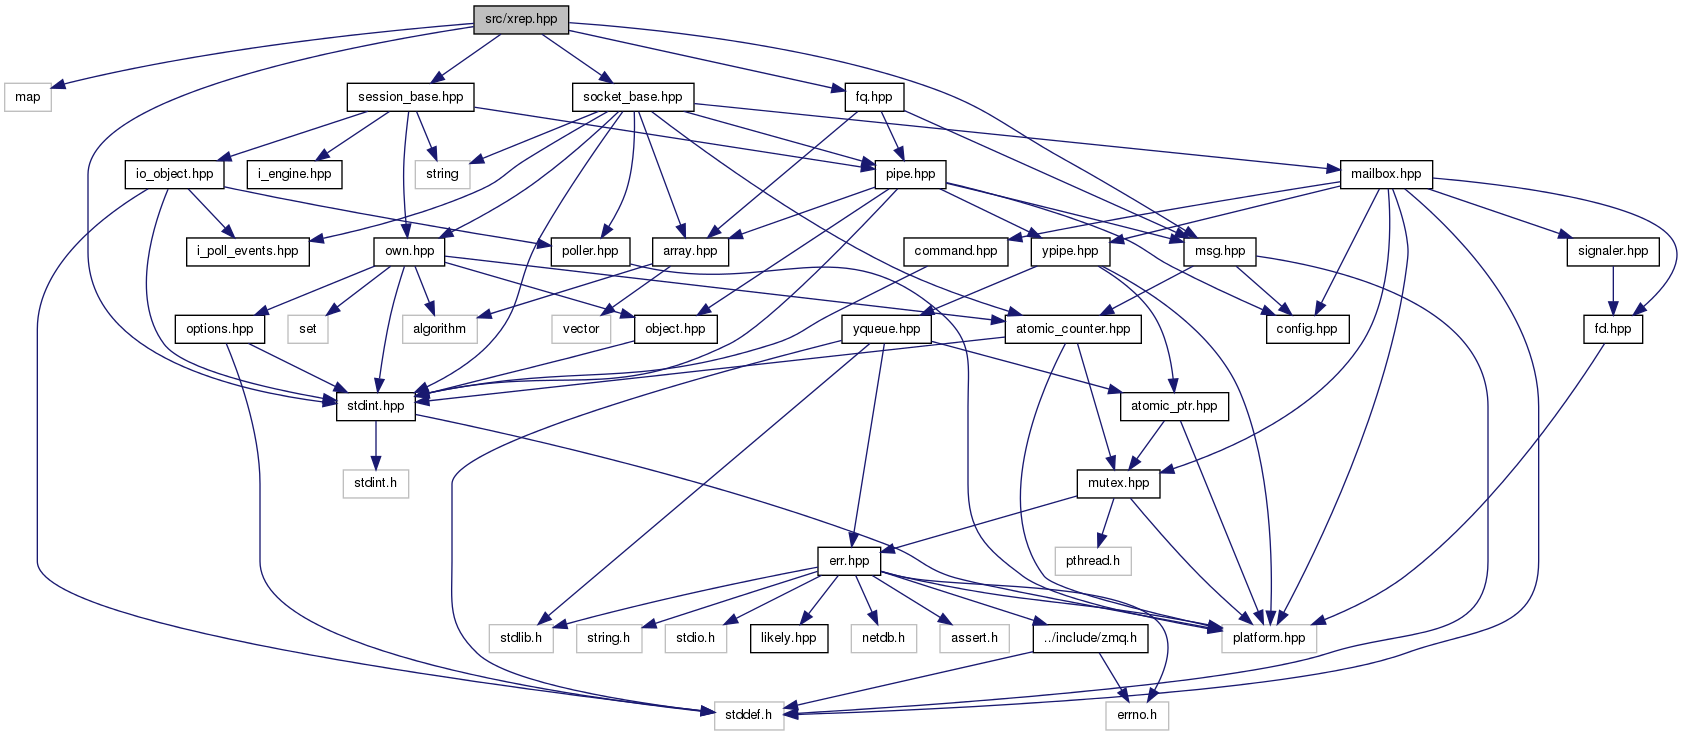 src/xrep.hpp
map
session_base.hpp
socket_base.hpp
fq.hpp
io_object.hpp
i_engine.hpp
string
pipe.hpp
mailbox.hpp
i_poll_events.hpp
own.hpp
poller.hpp
array.hpp
command.hpp
ypipe.hpp
msg.hpp
signaler.hpp
options.hpp
set
algorithm
vector
object.hpp
yqueue.hpp
atomic_counter.hpp
config.hpp
fd.hpp
stdint.hpp
atomic_ptr.hpp
stdint.h
mutex.hpp
err.hpp
pthread.h
stdlib.h
string.h
stdio.h
likely.hpp
netdb.h
assert.h
../include/zmq.h
platform.hpp
stddef.h
errno.h